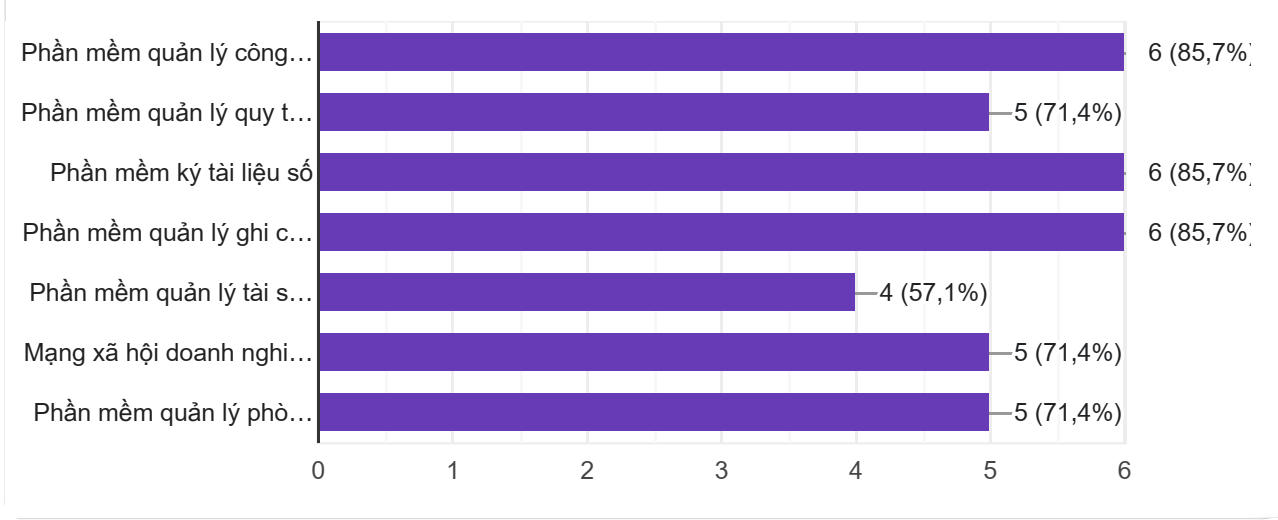 Phần mềm quản lý công… 6 (85,7%)
Phần mềm quản lý quy t… 5 (71,4%)
Phần mềm ký tài liệu số 6 (85,7%)
Phần mềm quản lý ghi c… 6 (85,7%)
Phần mềm quản lý tài s… 4 (57,1%)
Mạng xã hội doanh nghi… 5 (71,4%)
Phần mềm quản lý phò… 5 (71,4%)
0 1 2 3 4 5 6